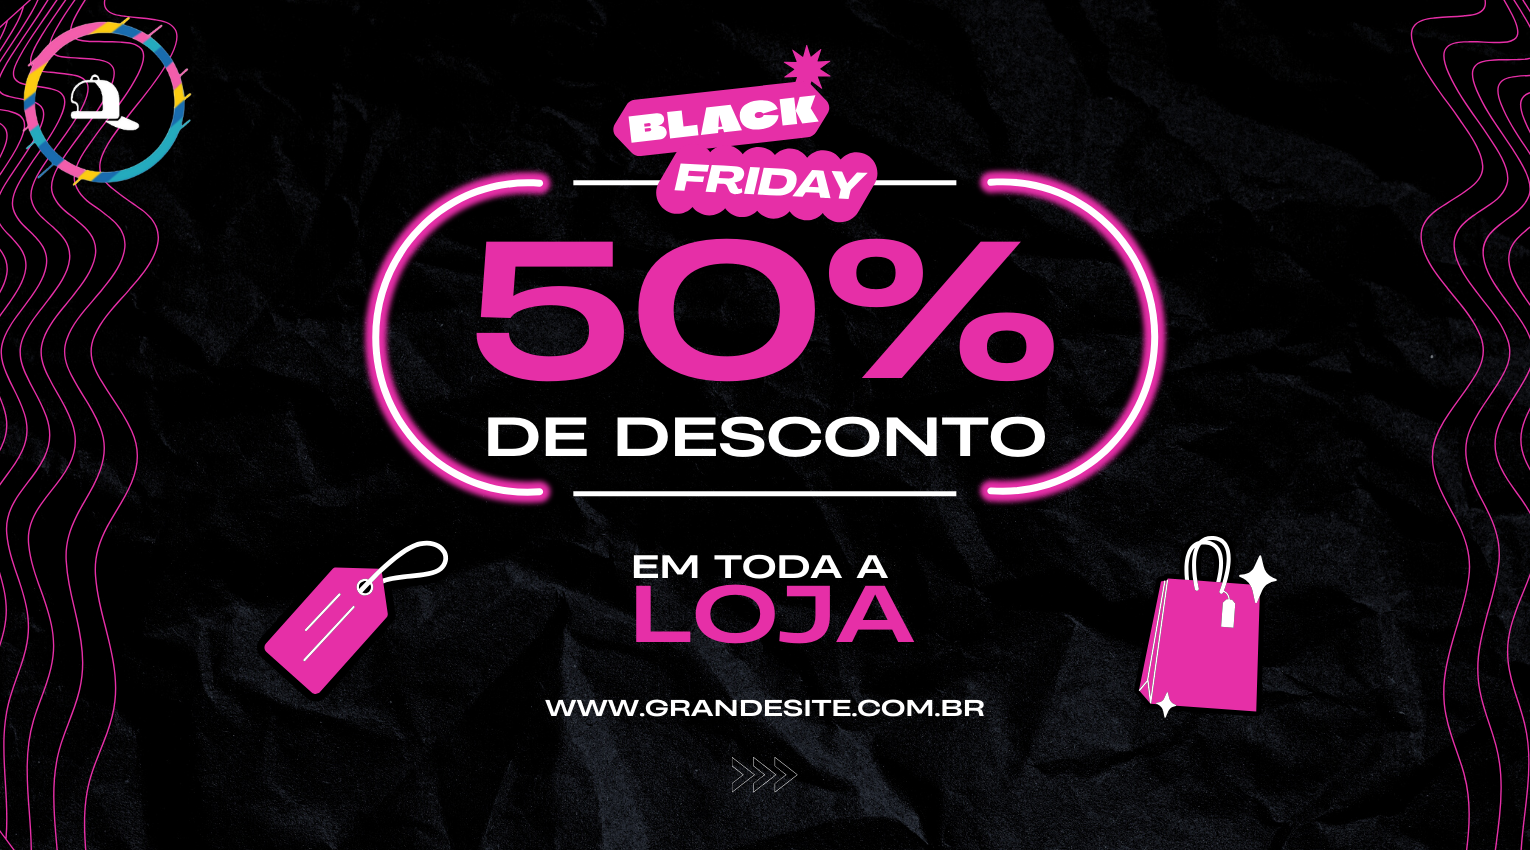 BLACK
FRIDAY
50%
DE DESCONTO
EM TODA A
LOJA
WWW.GRANDESITE.COM.BR